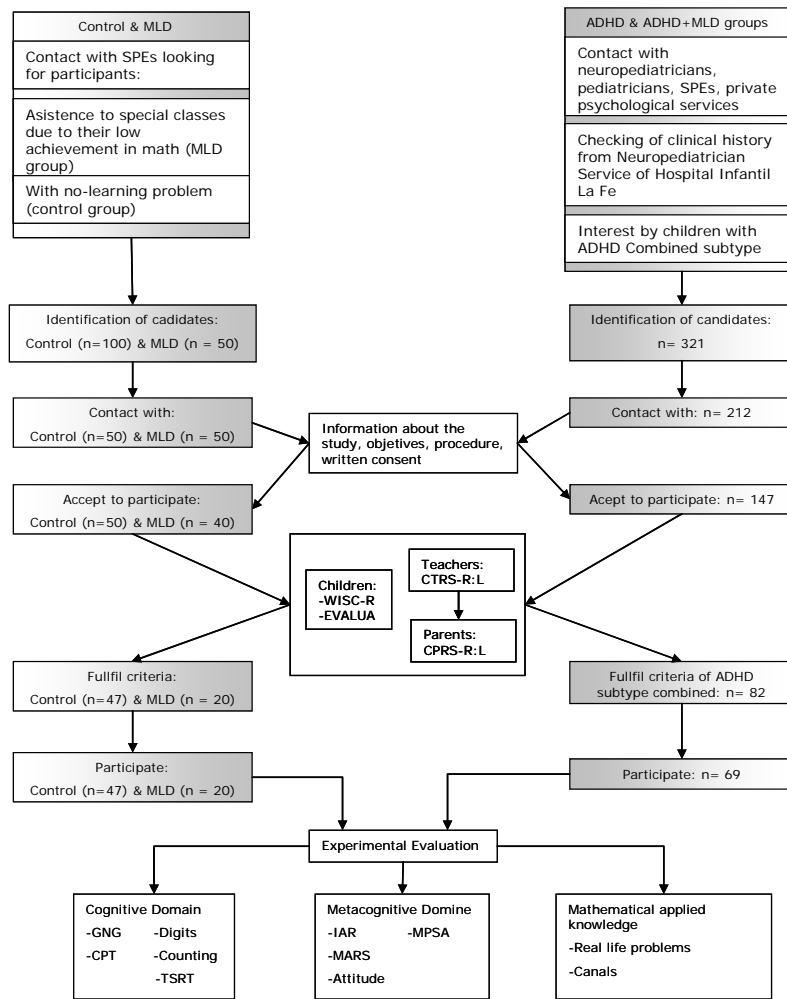 Control & MLD
Contact with SPEs looking
for participants:
Asistence to special classes
due to their low
achievement in math (MLD
group)
With no-learning problem
(control group)
ADHD & ADHD+MLD groups
Contact with
neuropediatricians,
pediatricians, SPEs, private
psychological services
Checking of clinical history
from Neuropediatrician
Service of Hospital Infantil
La Fe
Interest by children with
ADHD Combined subtype
Identification of cadidates:
Control (n=100) & MLD (n = 50)
Identification of candidates:
n= 321
Contact with:
Control (n=50) & MLD (n = 50)
Information about the
study, objetives, procedure,
written consent
Contact with: n= 212
Accept to participate:
Control (n=50) & MLD (n = 40)
Acept to participate: n= 147
Children:
-WISC-R
-EVALUA
Teachers:
CTRS-R:L
Parents:
CPRS-R:L
Fullfil criteria:
Control (n=47) & MLD (n = 20)
Fullfil criteria of ADHD
subtype combined: n= 82
Participate:
Control (n=47) & MLD (n = 20)
Participate: n= 69
Experimental Evaluation
Cognitive Domain
-GNG -Digits
-CPT -Counting
-TSRT
Metacognitive Domine
-IAR -MPSA
-MARS
-Attitude
Mathematical applied
knowledge
-Real life problems
-Canals